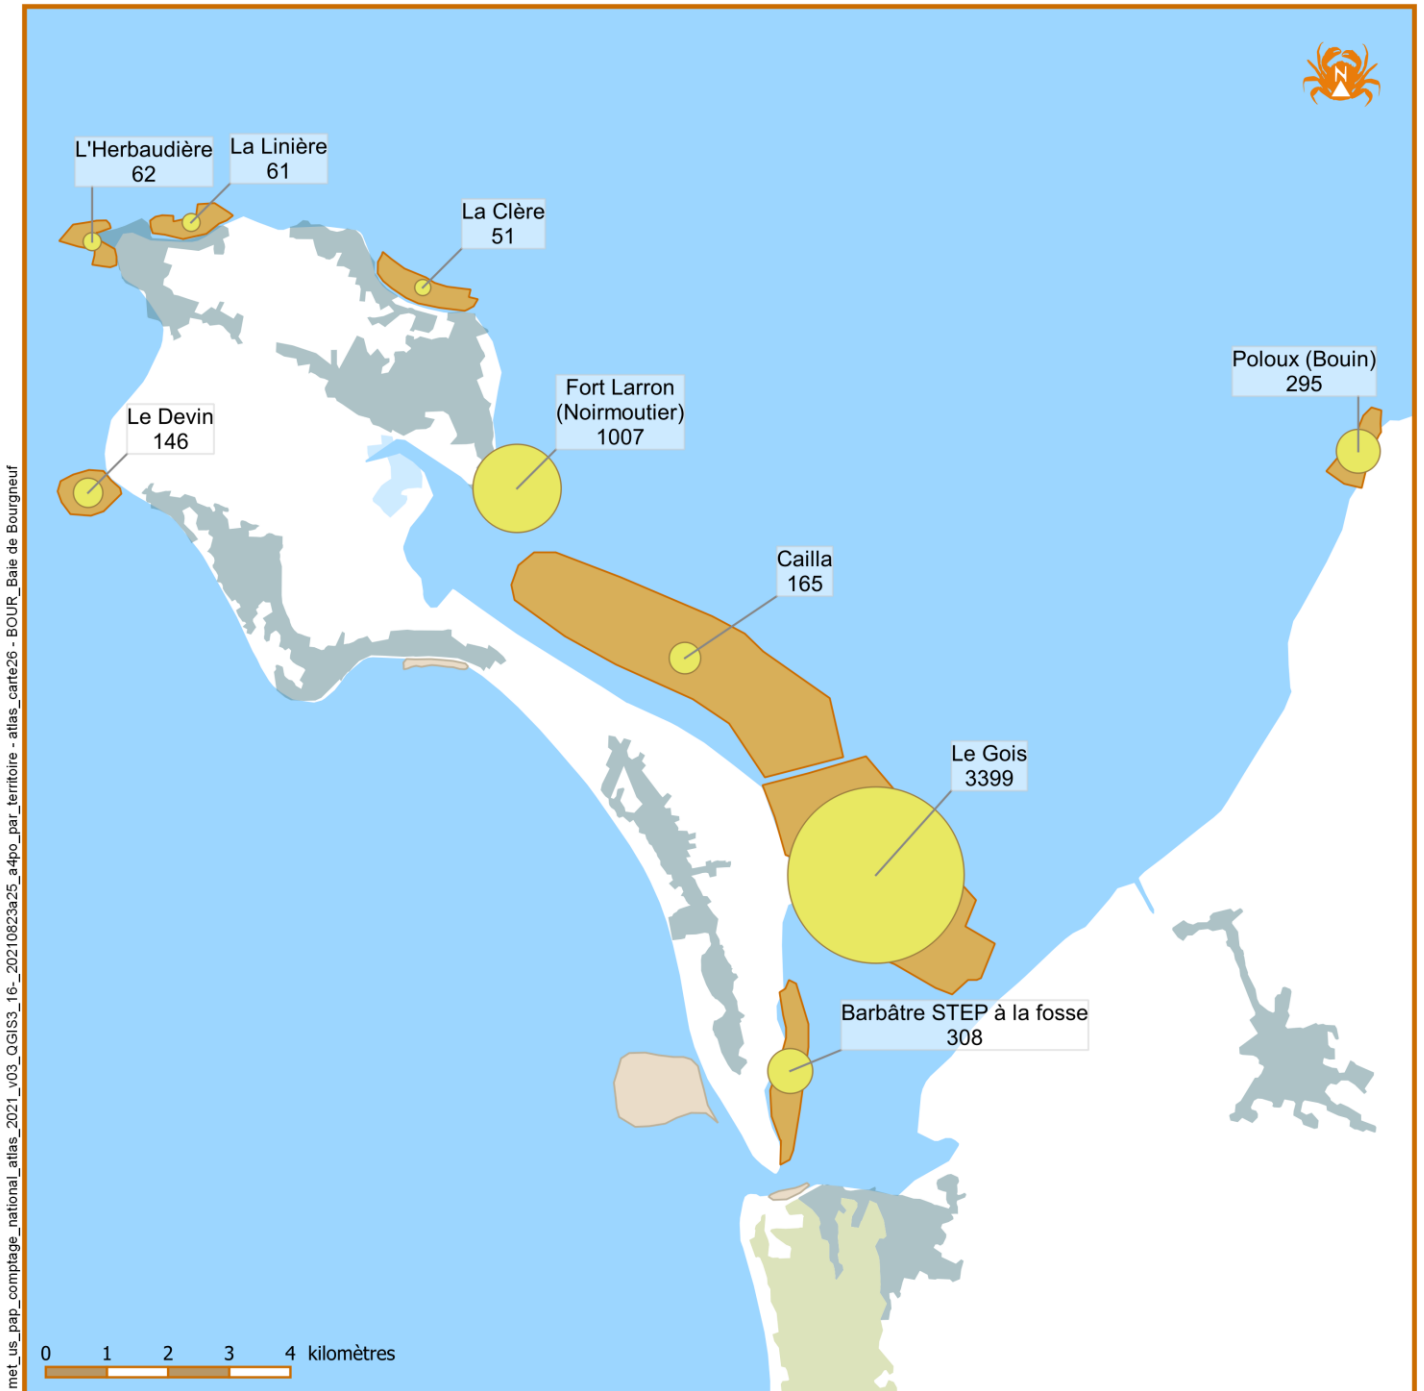 N
L'Herbaudière
62
La Linière
61
La Clère
51
Poloux (Bouin)
295
Fort Larron
(Noirmoutier)
1007
Le Devin
146
Cailla
165
Le Gois
3399
Barbâtre STEP à la fosse
308
0 1 2 3 4 kilomètres
met_us_pap_comptage_national_atlas_2021_v03_QGIS3_16-_20210823a25_a4po_par_territoire - atlas_carte26 - BOUR_Baie de Bourgneuf